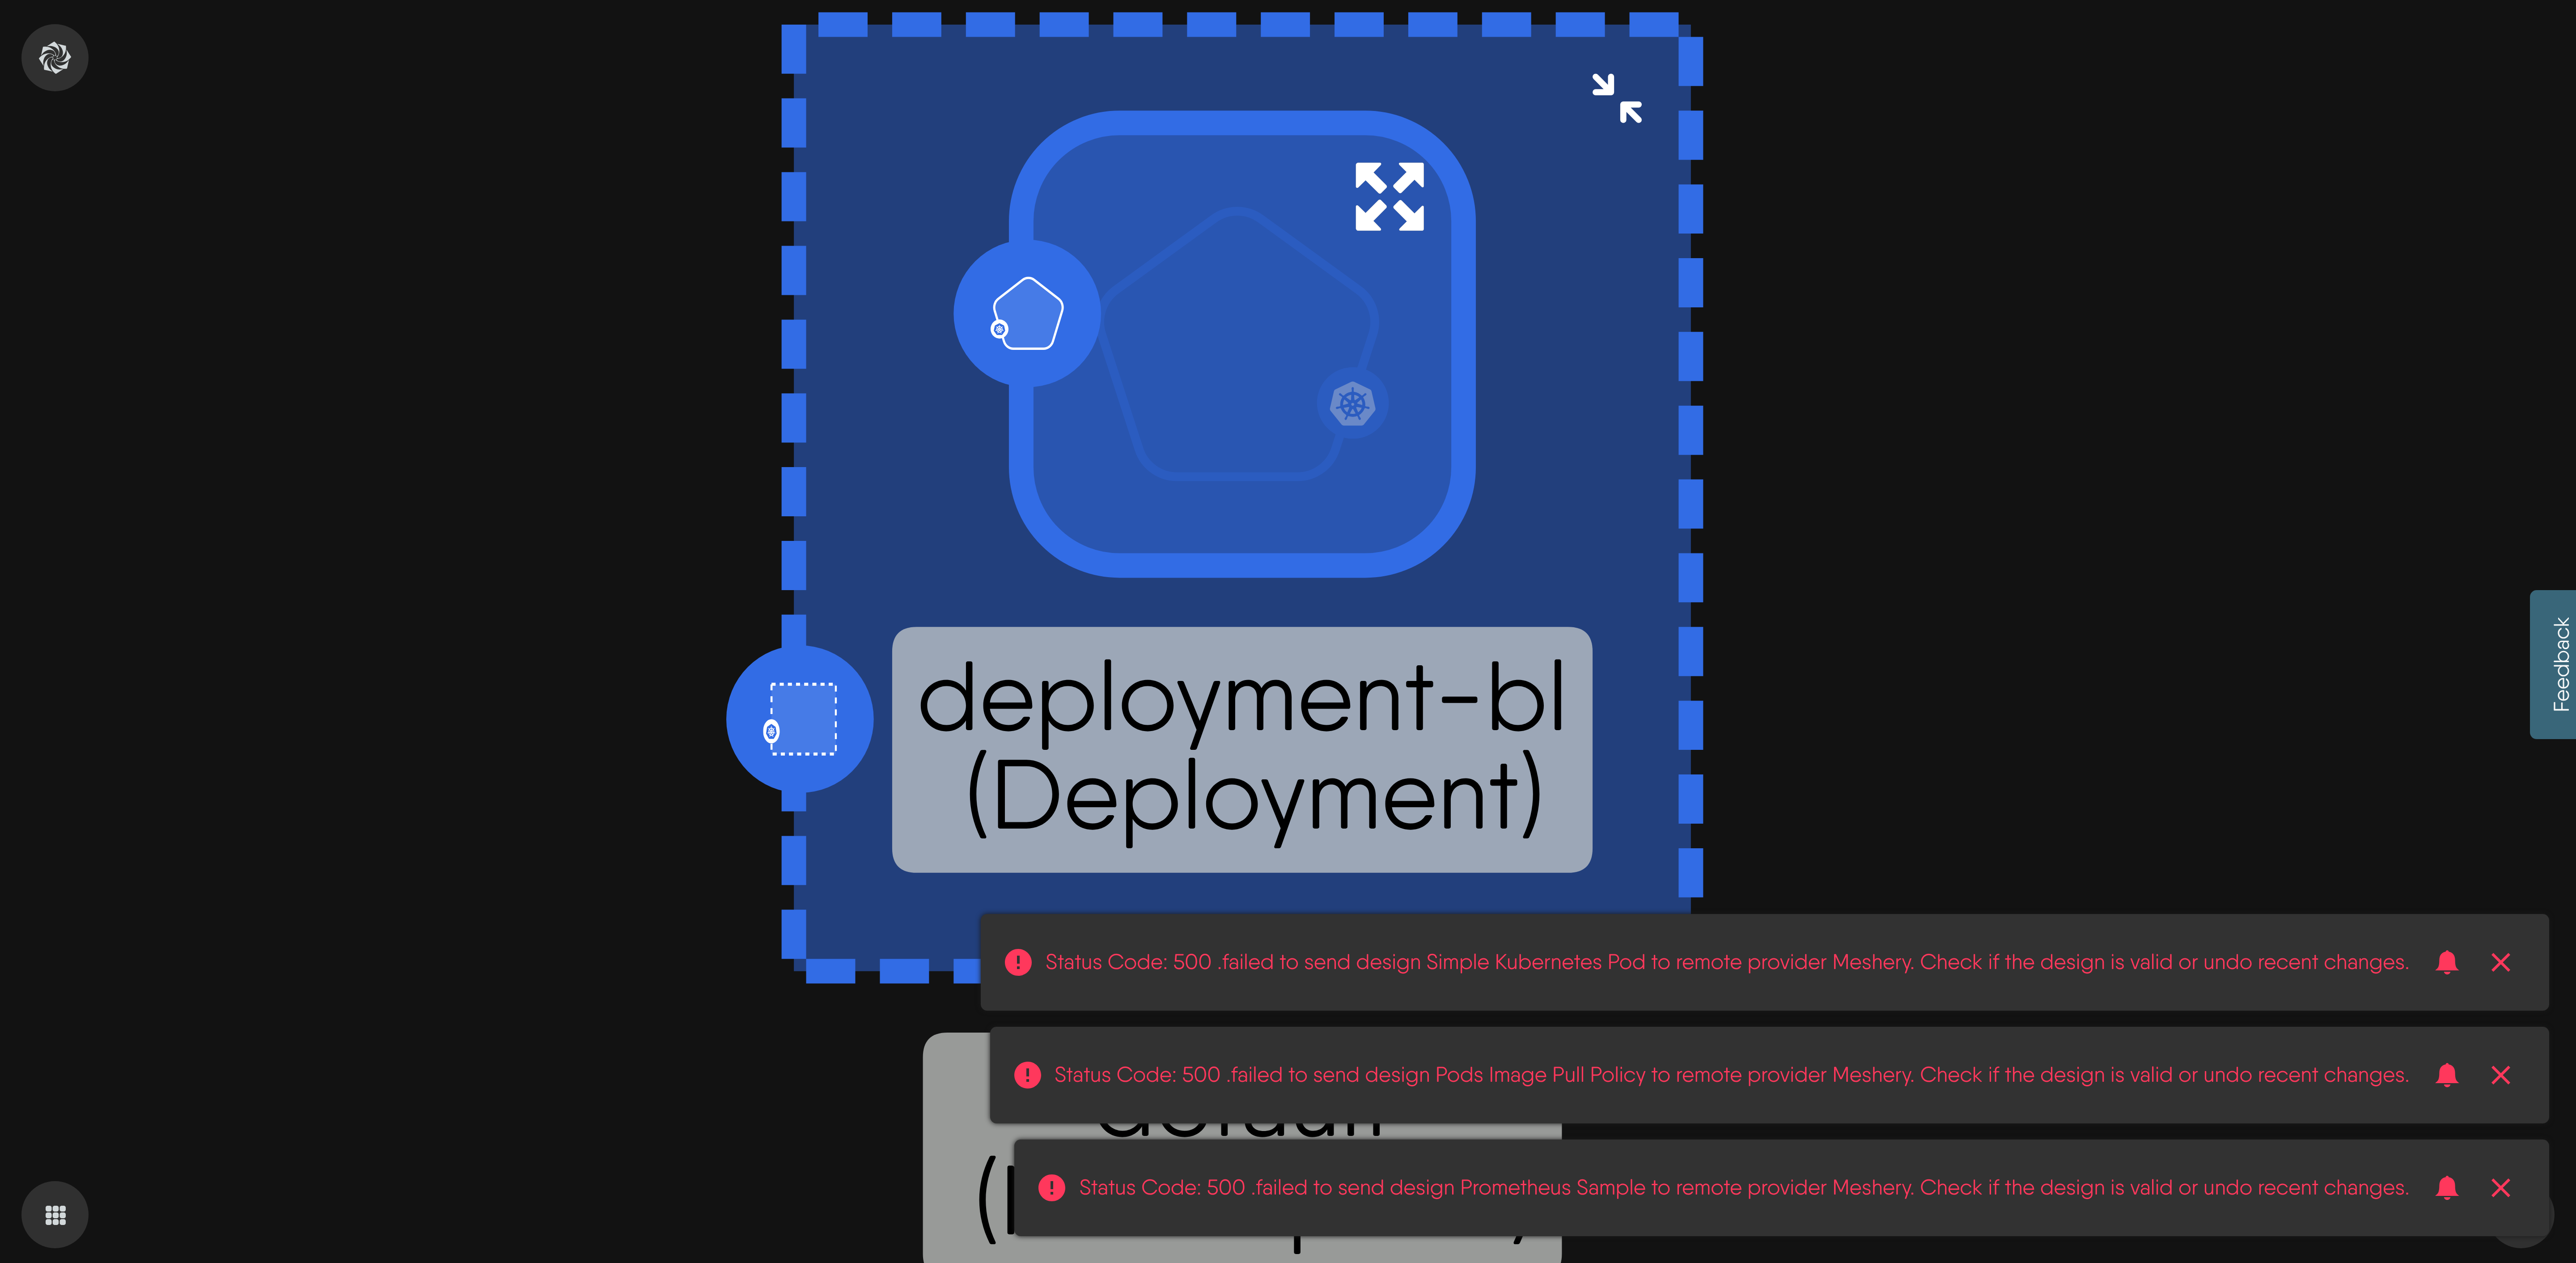 deployment-bl
(Deployment)
Feedback
Status Code: 500 .failed to send design Simple Kubernetes Pod to remote provider Meshery. Check if the design is valid or undo recent changes.
Status Code: 500 .failed to send design Pods Image Pull Policy to remote provider Meshery. Check if the design is valid or undo recent changes.
Status Code: 500 .failed to send design Prometheus Sample to remote provider Meshery. Check if the design is valid or undo recent changes.